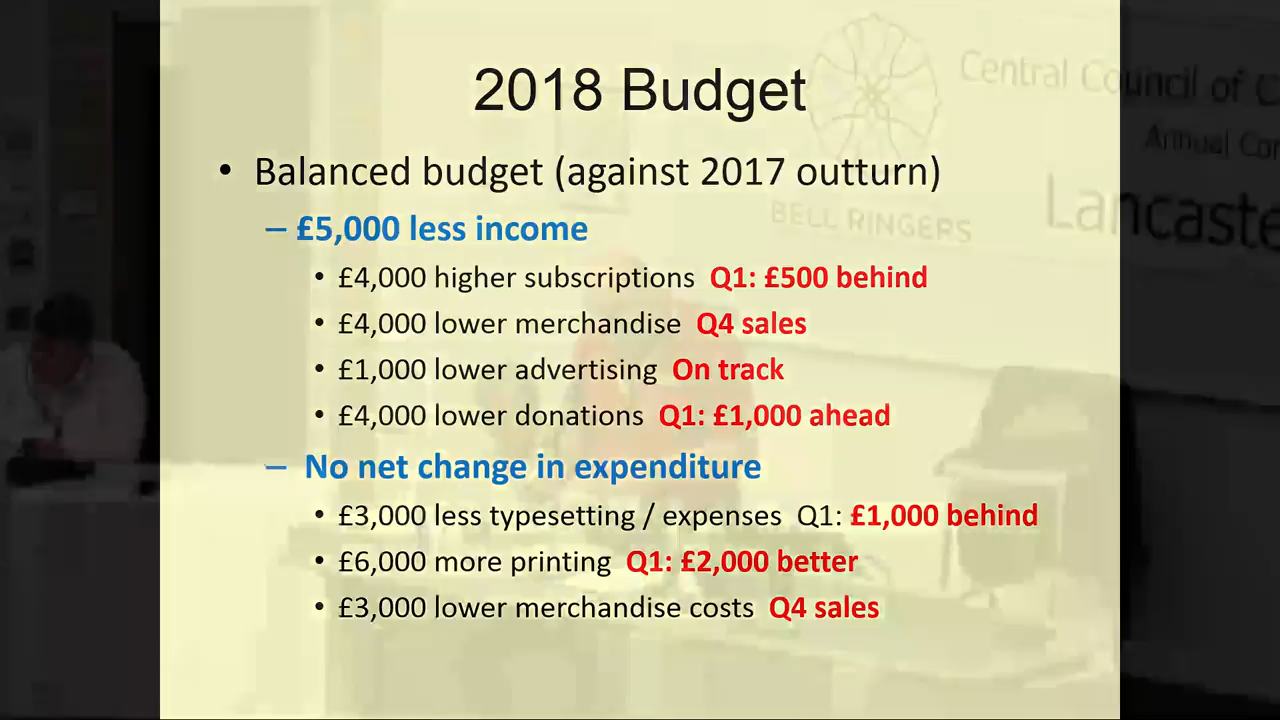 2018 Budget
• Balanced budget (against 2017 outturn)
– £5,000 less income
• £4,000 higher subscriptions Q1: £500 behind
• £4,000 lower merchandise Q4 sales
• £1,000 lower advertising On track
• £4,000 lower donations Q1: £1,000 ahead
– No net change in expenditure
• £3,000 less typesetting / expenses Q1: £1,000 behind
• £6,000 more printing Q1: £2,000 better
• £3,000 lower merchandise costs Q4 sales
Central Council of C
Annual Con
Lancaste
BELL RINGERS